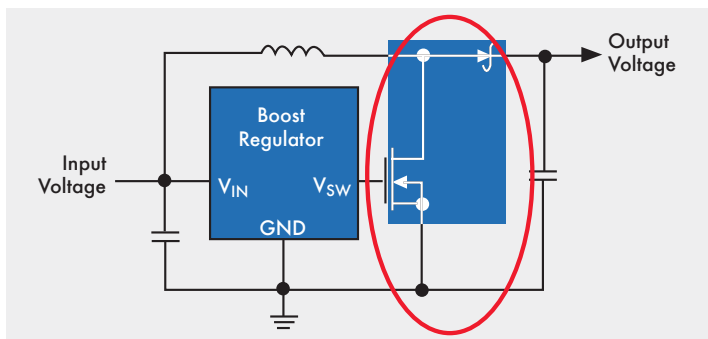 Output
Voltage
Boost
Regulator
Input
Voltage
VIN
VSW
GND